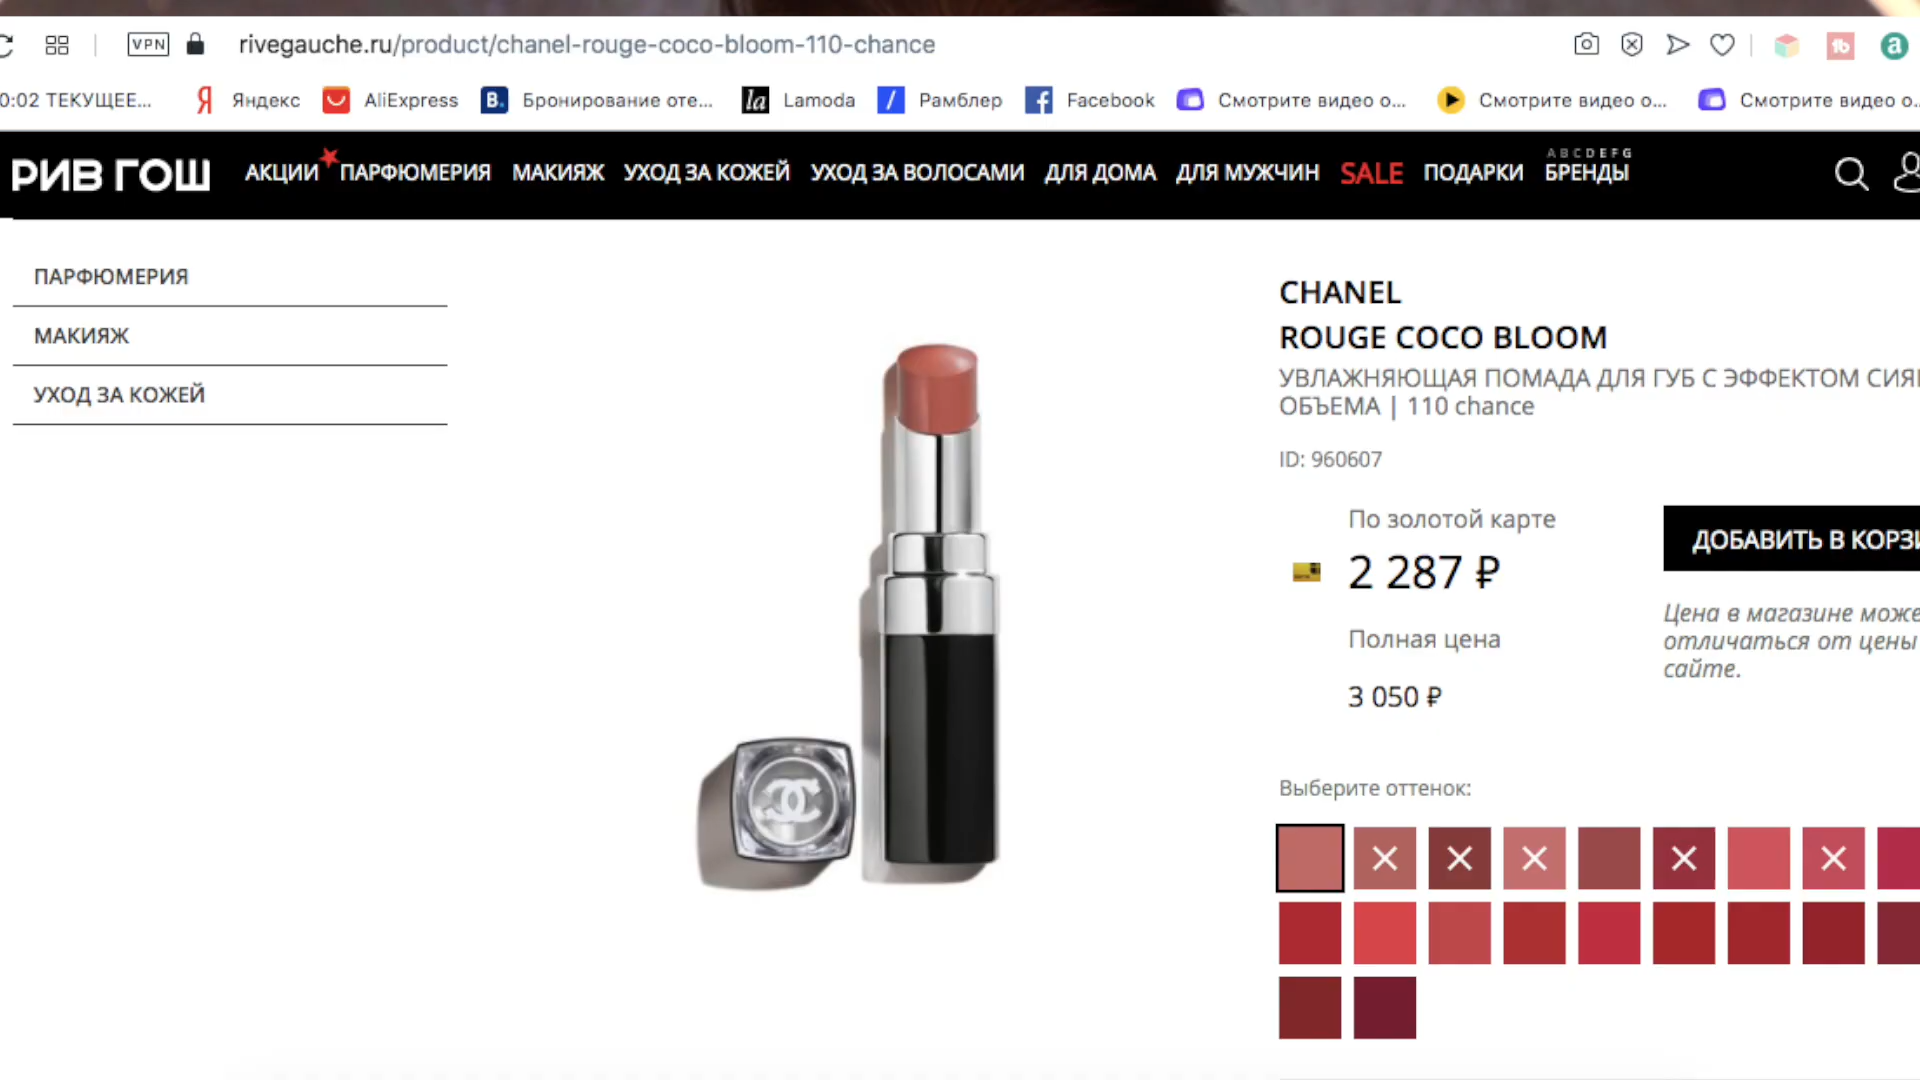 VPN rivegauche.ru/product/chanel-rouge-coco-bloom-110-chance
0:02 ТЕКУЩЕЕ... Яндекс AliExpress Бронирование оте... Lamoda Рамблер Facebook Смотрите видео о... Смотрите видео о... Смотрите видео о..
РИВ ГОШ АКЦИИ ПАРФЮМЕРИЯ МАКИЯЖ УХОД ЗА КОЖЕЙ УХОД ЗА ВОЛОСАМИ ДЛЯ ДОМА ДЛЯ МУЖЧИН SALE ПОДАРКИ ABCDEFG БРЕНДЫ
ПАРФЮМЕРИЯ
МАКИЯЖ
УХОД ЗА КОЖЕЙ
CHANEL
ROUGE COCO BLOOM
УВЛАЖНЯЮЩАЯ ПОМАДА ДЛЯ ГУБ С ЭФФЕКТОМ
ОБЪЕМА | 110 chance
ID: 960607
По золотой карте
2 287 ₽
Полная цена
3 050 ₽
ДОБАВИТЬ В
Цена в магазине
отличаться от цены
сайте.
Выберите оттенок: